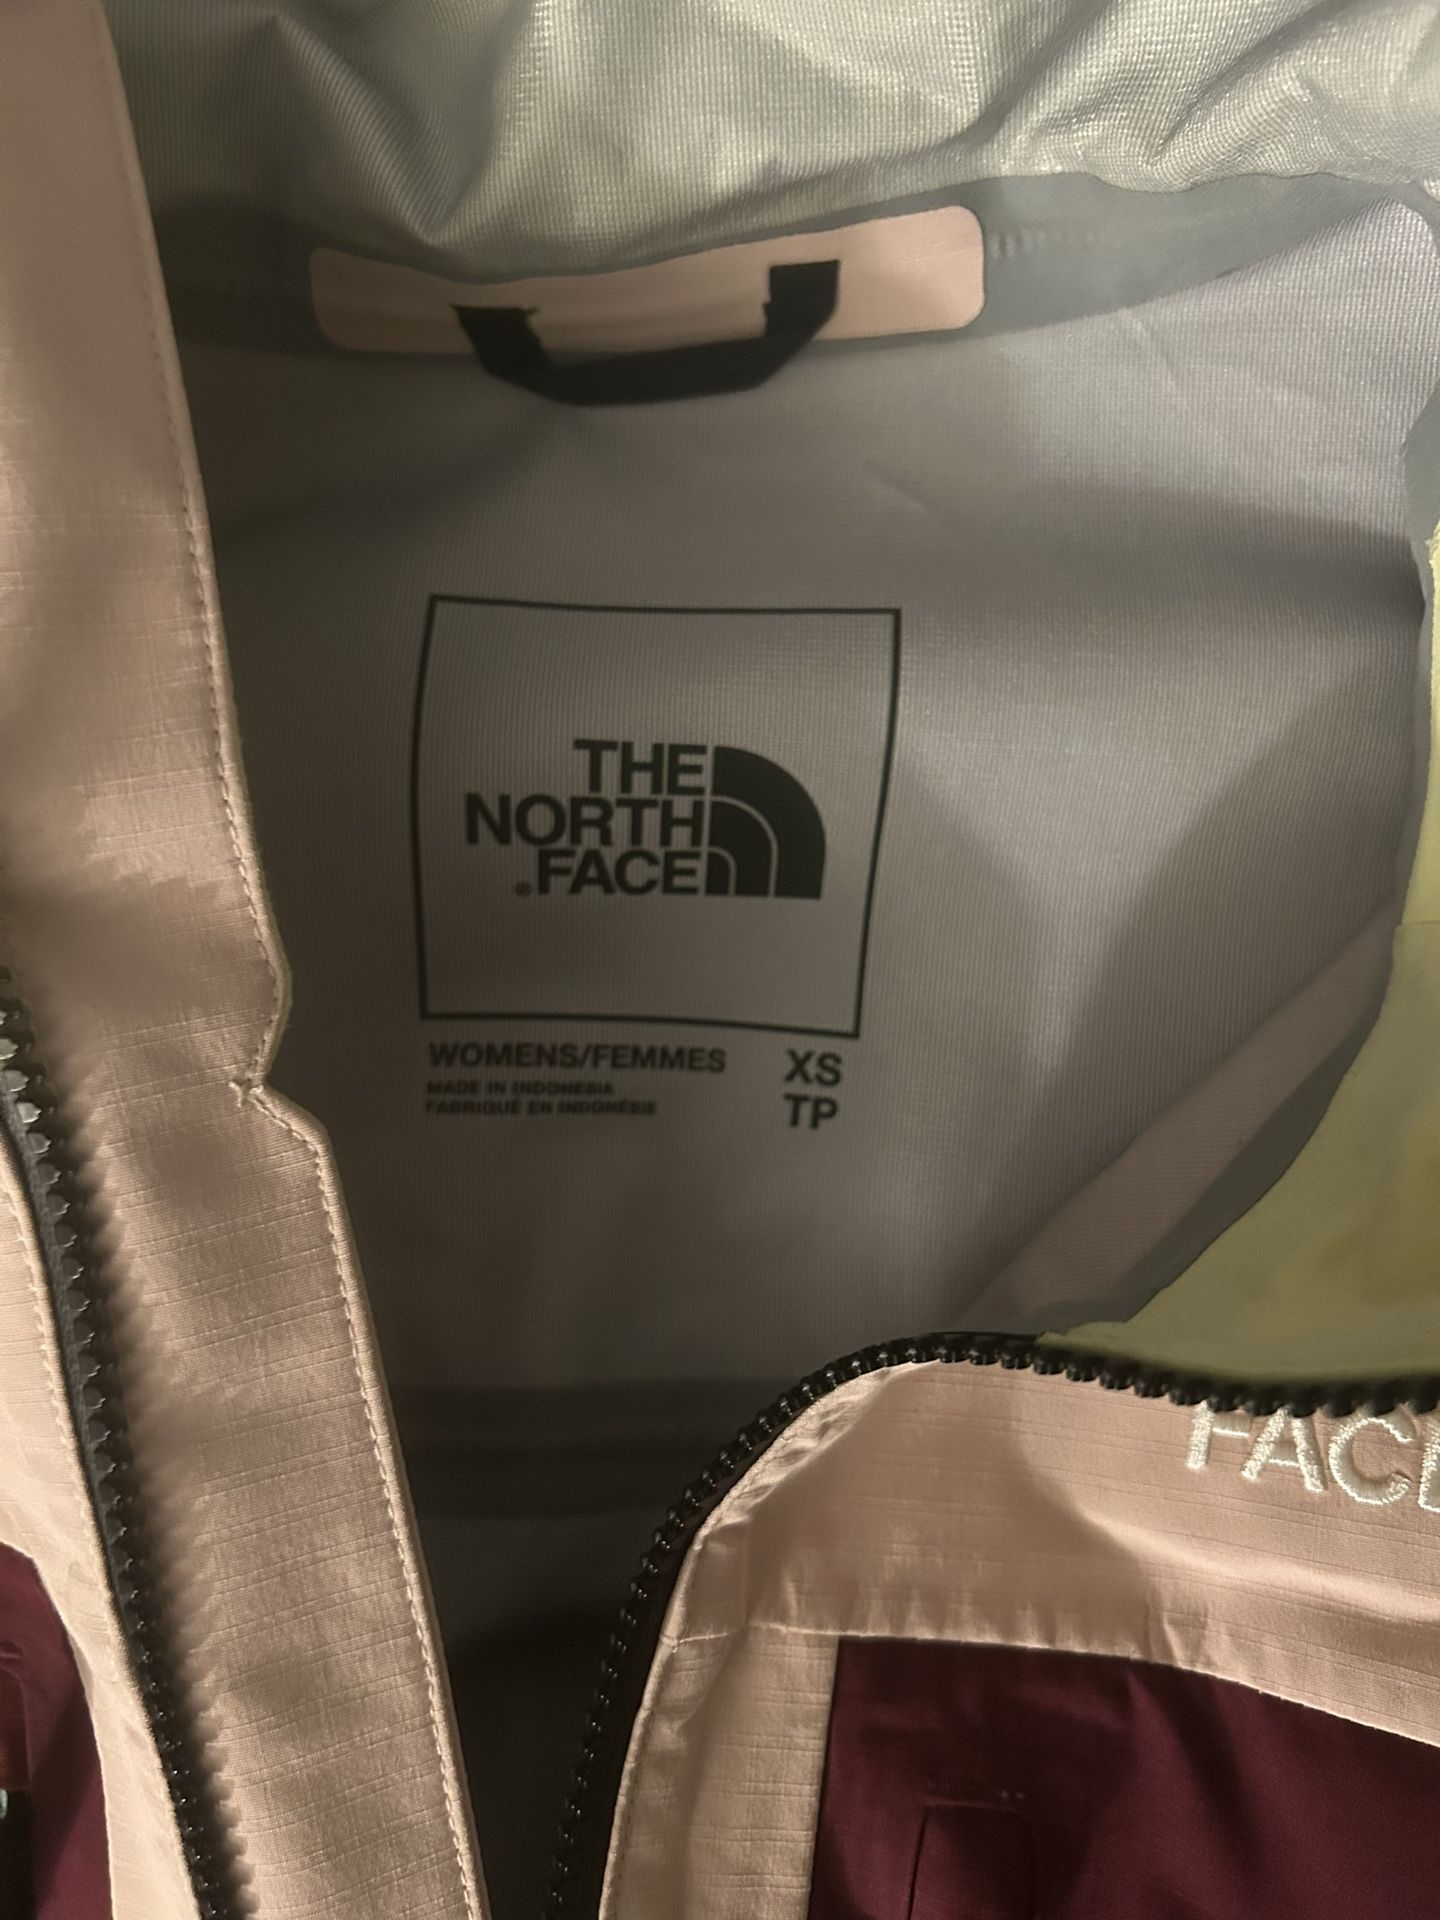 THE
NORTH
FACE®
WOMENS/FEMMES XS
MADE IN INDONESIA TP
FABRIQUÉ EN INDONÉSIE
FACE